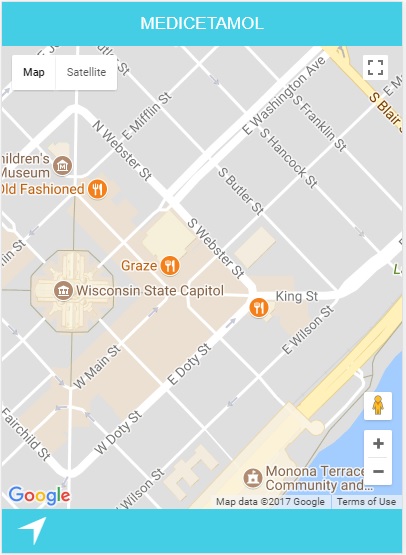 MEDICETAMOL
Map
Satellite
E Mifflin St
E Washington Ave
S Blair
N Webster St
S Franklin St
S Hancock St
hildren's
Museum
Old Fashioned
S Butler St
S Webster St
Graze
Wisconsin State Capitol
King St
E Wilson St
W Main St
E Doty St
W Doty St
Fairchild St
Wilson St
Monona Terrace
Community and...
+
−
Google
Map data ©2017 Google
Terms of Use